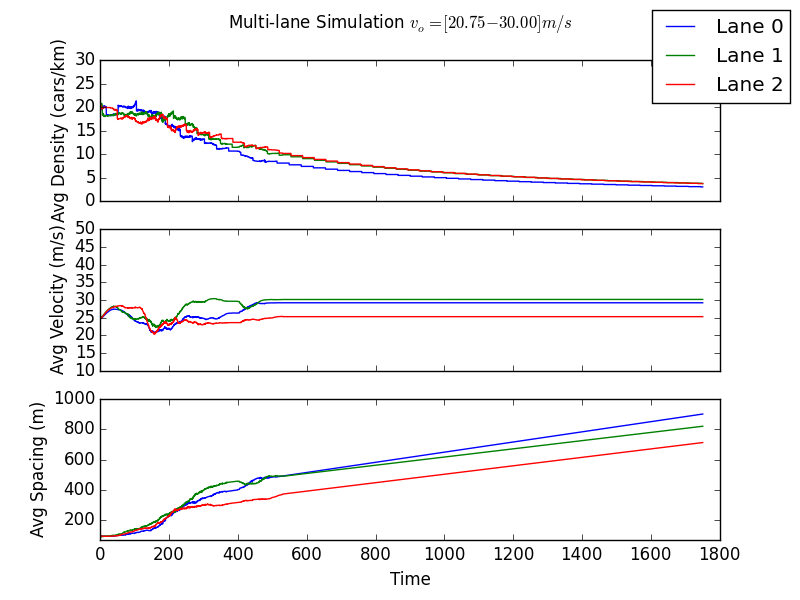 Multi-lane Simulation v_o = [20.75−30.00]m/s
Lane 0
Lane 1
Lane 2
Avg Density (cars/km)
30
25
20
15
10
5
0
Avg Velocity (m/s)
50
45
40
35
30
25
20
15
10
Avg Spacing (m)
1000
800
600
400
200
0 200 400 600 800 1000 1200 1400 1600 1800
Time